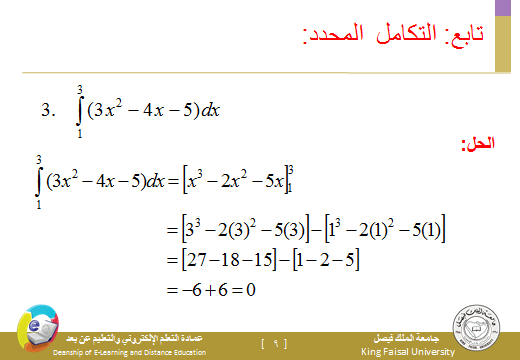 تابع: التكامل المحدد:
3. ∫₁³ (3x² − 4x − 5)dx
الحل:
∫₁³ (3x² − 4x − 5)dx = [x³ − 2x² − 5x]₁³
= [3³ − 2(3)² − 5(3)] − [1³ − 2(1)² − 5(1)]
= [27 − 18 − 15] − [1 − 2 − 5]
= −6 + 6 = 0
عمادة التعلم الإلكتروني والتعليم عن بعد
Deanship of E-Learning and Distance Education
[ ٩ ]
جامعة الملك فيصل
King Faisal University